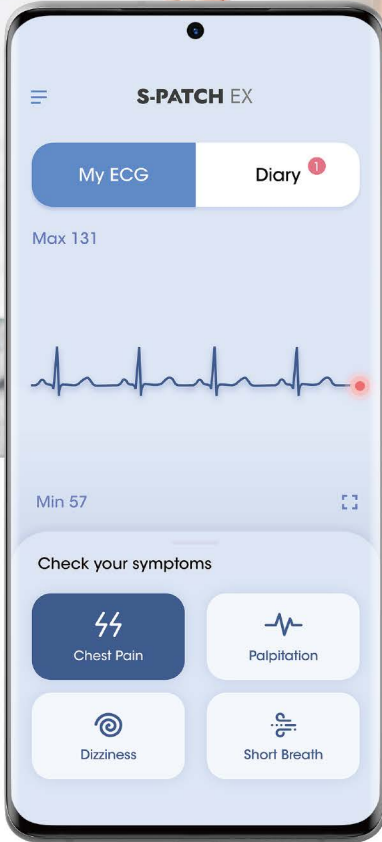 S-PATCH EX
My ECG
Diary 1
Max 131
Min 57
Check your symptoms
Chest Pain
Palpitation
Dizziness
Short Breath